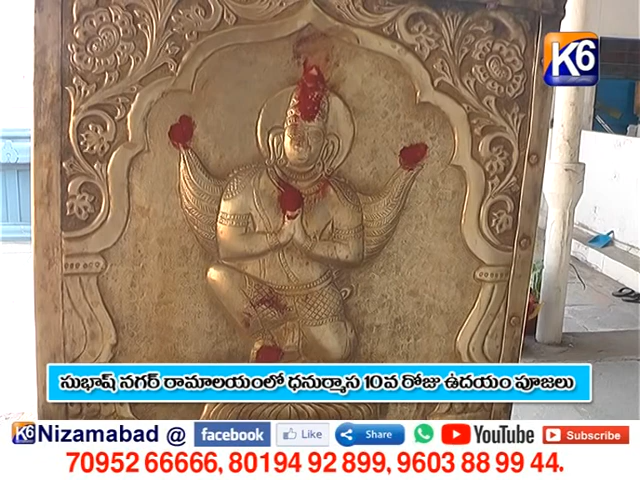 K6
సుభాష్ నగర్ రామాలయంలో ధనుర్మాస 10వ రోజు ఉదయం పూజలు
K6 Nizamabad @ facebook Like Share YouTube Subscribe
70952 66666, 80194 92 899, 9603 88 99 44.